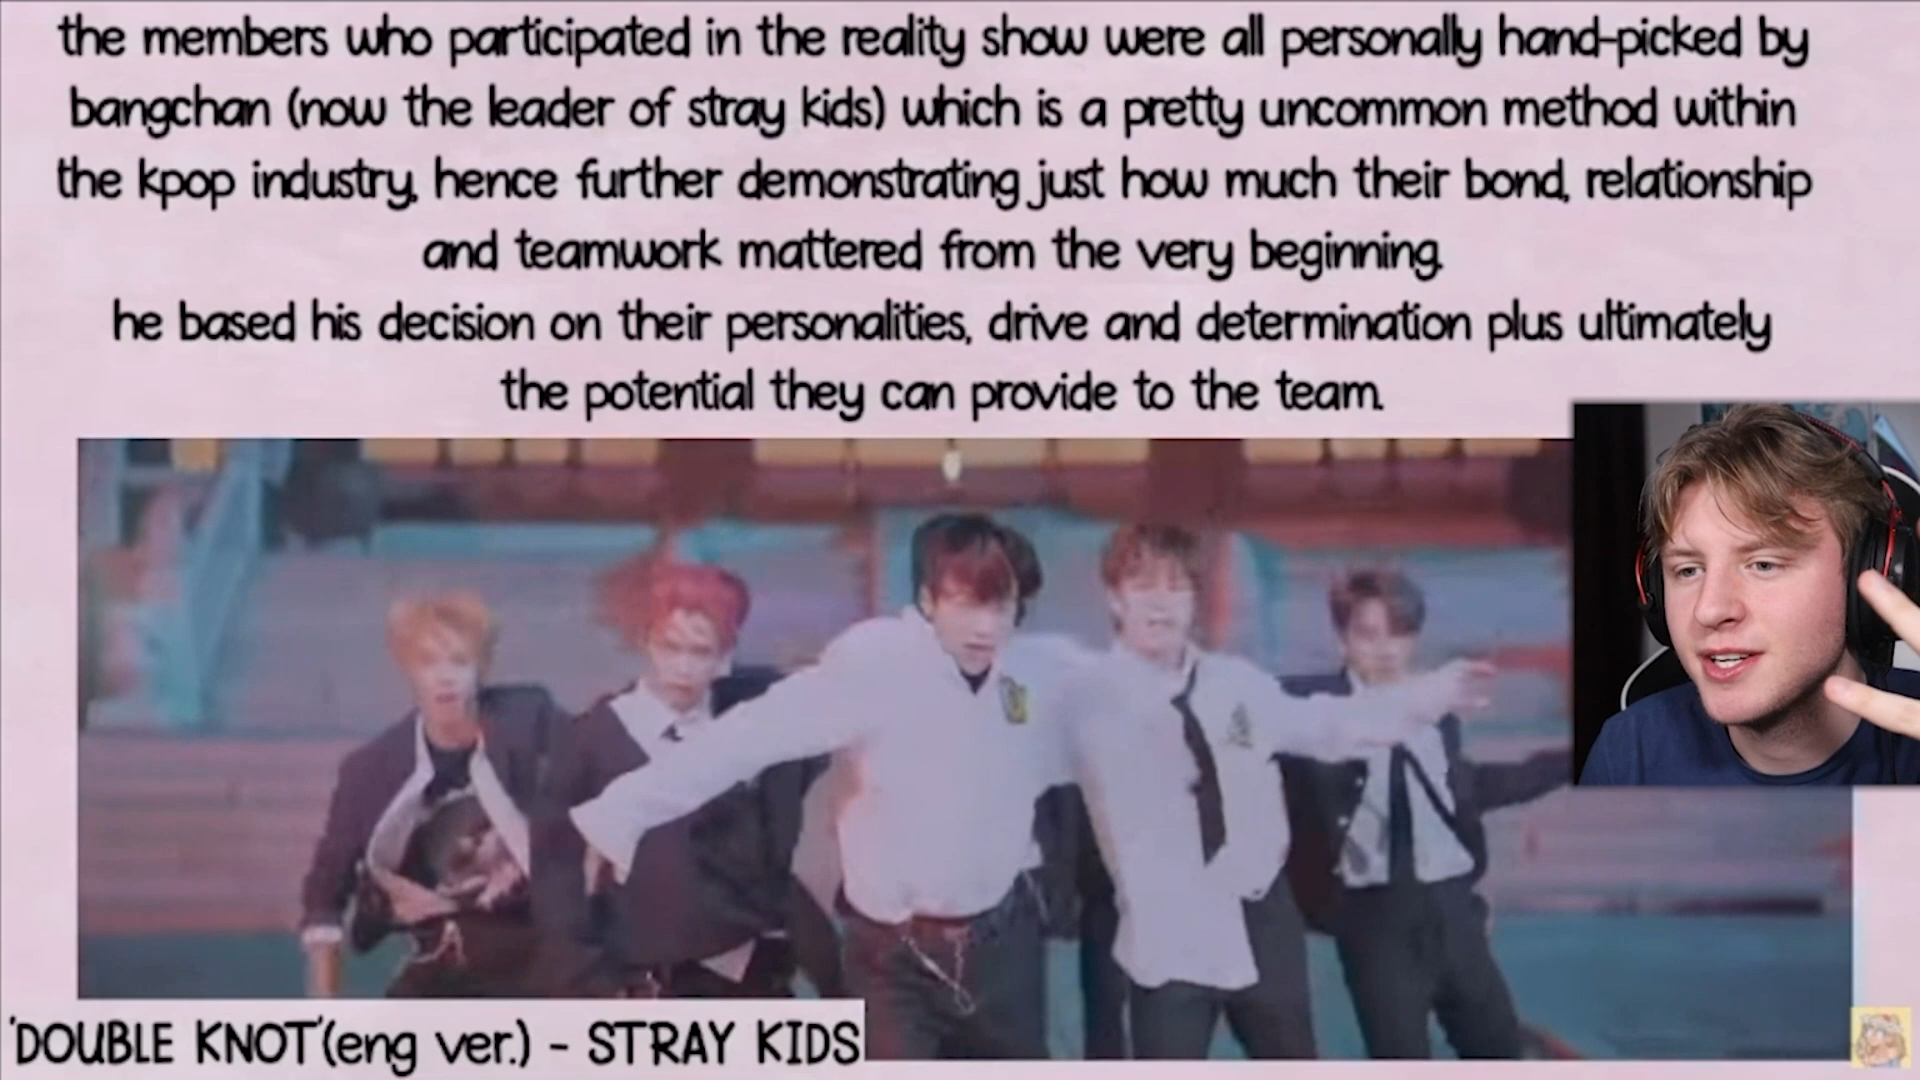 the members who participated in the reality show were all personally hand-picked by
bangchan (now the leader of stray kids) which is a pretty uncommon method within
the kpop industry, hence further demonstrating just how much their bond, relationship
and teamwork mattered from the very beginning.
he based his decision on their personalities, drive and determination plus ultimately
the potential they can provide to the team.
'DOUBLE KNOT'(eng ver.) - STRAY KIDS